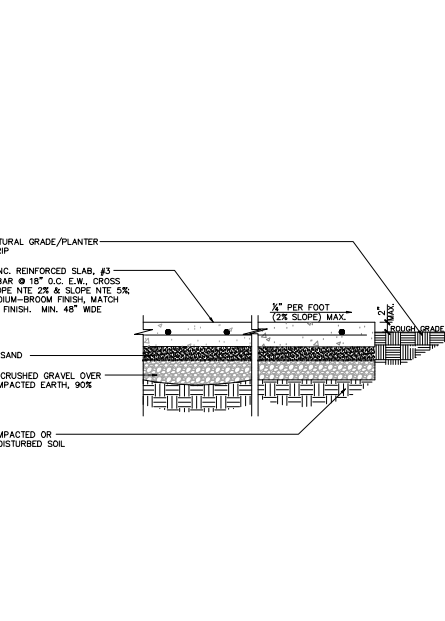 TURAL GRADE/PLANTER
RIP
NC. REINFORCED SLAB, #3
BAR @ 18" O.C. E.W., CROSS
OPE NTE 2% & SLOPE NTE 5%;
DIUM-BROOM FINISH, MATCH
FINISH. MIN. 48" WIDE
¼" PER FOOT
(2% SLOPE) MAX.
2"
MAX.
ROUGH GRADE
SAND
CRUSHED GRAVEL OVER
MPACTED EARTH, 90%
MPACTED OR
DISTURBED SOIL